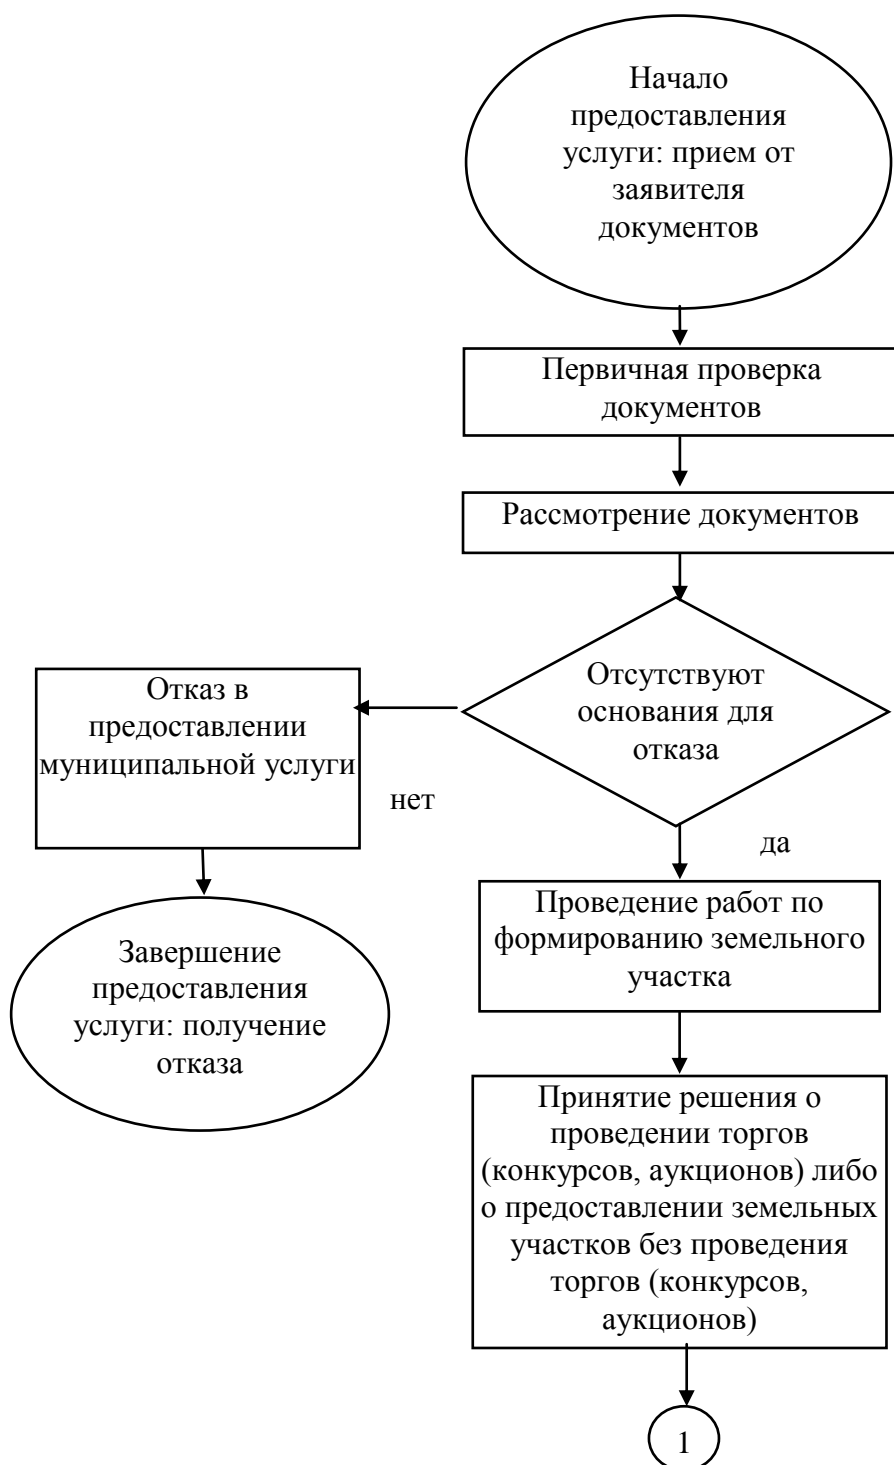 Начало
предоставления
услуги: прием от
заявителя
документов
Первичная проверка
документов
Рассмотрение документов
Отсутствуют
основания для
отказа
Отказ в
предоставлении
муниципальной услуги
нет
да
Завершение
предоставления
услуги: получение
отказа
Проведение работ по
формированию земельного
участка
Принятие решения о
проведении торгов
(конкурсов, аукционов) либо
о предоставлении земельных
участков без проведения
торгов (конкурсов,
аукционов)
1